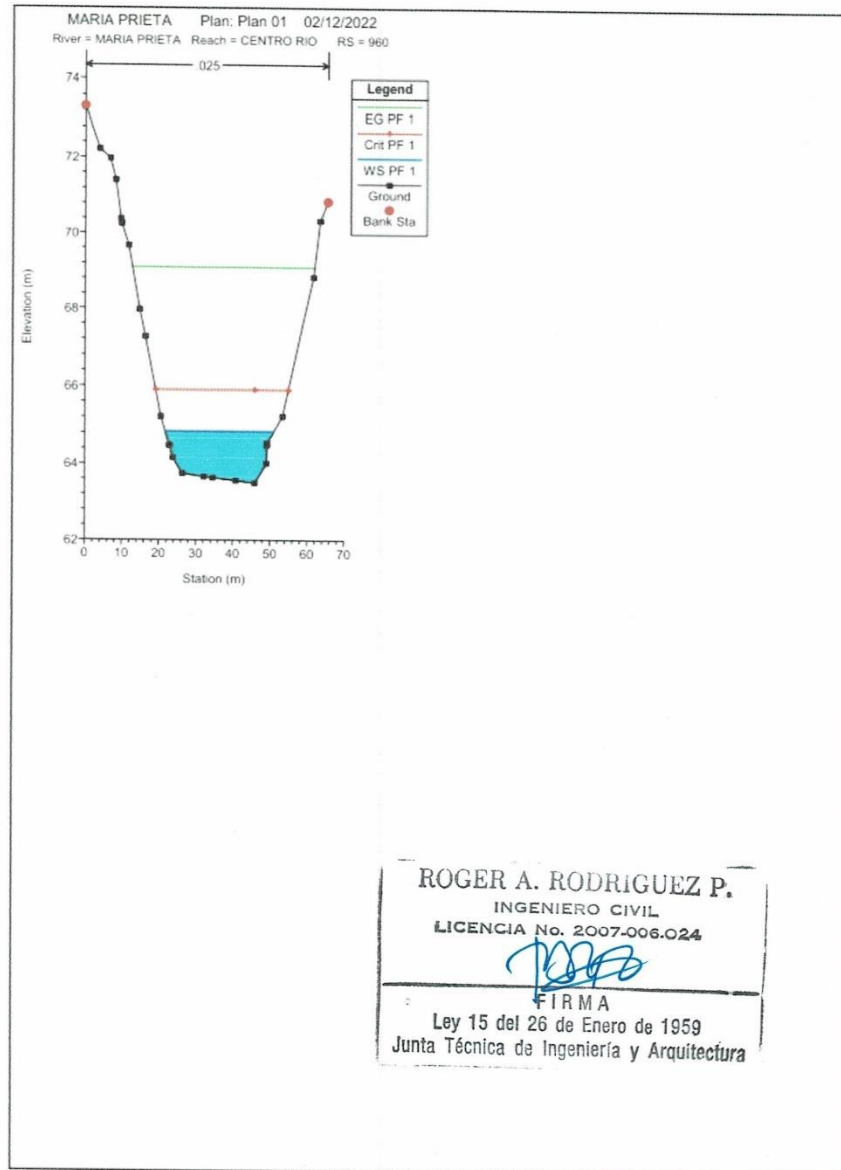 MARIA PRIETA Plan: Plan 01 02/12/2022
River = MARIA PRIETA Reach = CENTRO RIO RS = 960
.025
Legend
EG PF 1
Crit PF 1
WS PF 1
Ground
Bank Sta
74
72
70
68
66
64
62
Elevation (m)
0 10 20 30 40 50 60 70
Station (m)
ROGER A. RODRIGUEZ P.
INGENIERO CIVIL
LICENCIA No. 2007-006-024
FIRMA
Ley 15 del 26 de Enero de 1959
Junta Técnica de Ingeniería y Arquitectura